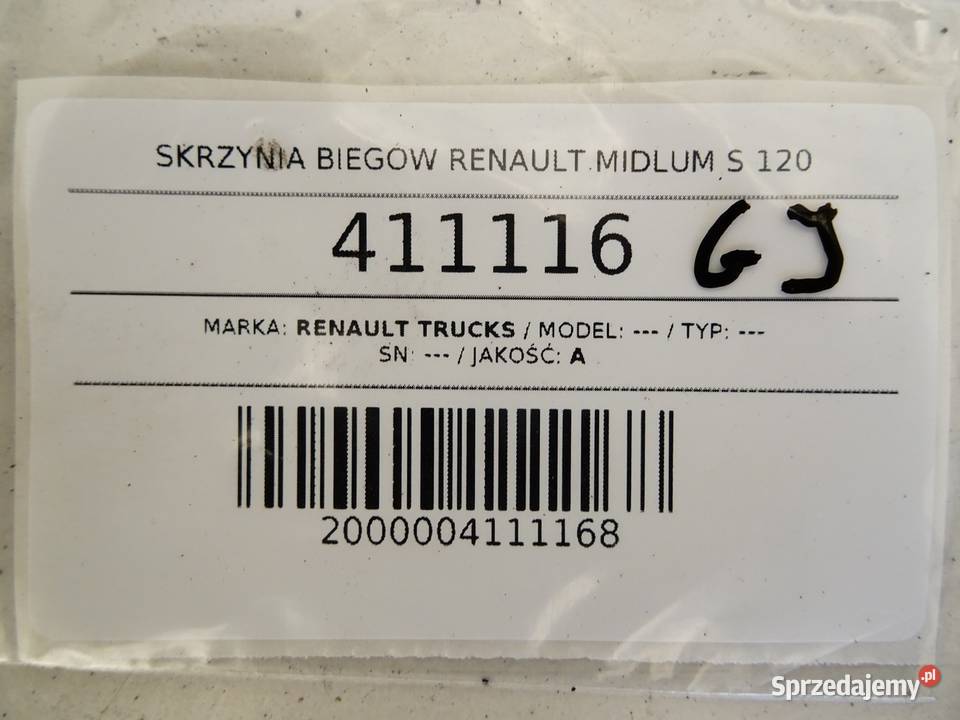 SKRZYNIA BIEGOW RENAULT MIDLUM S 120
411116 GJ
MARKA: RENAULT TRUCKS / MODEL: --- / TYP: ---
SN: --- / JAKOŚĆ: A
2000004111168
Sprzedajemy.pl